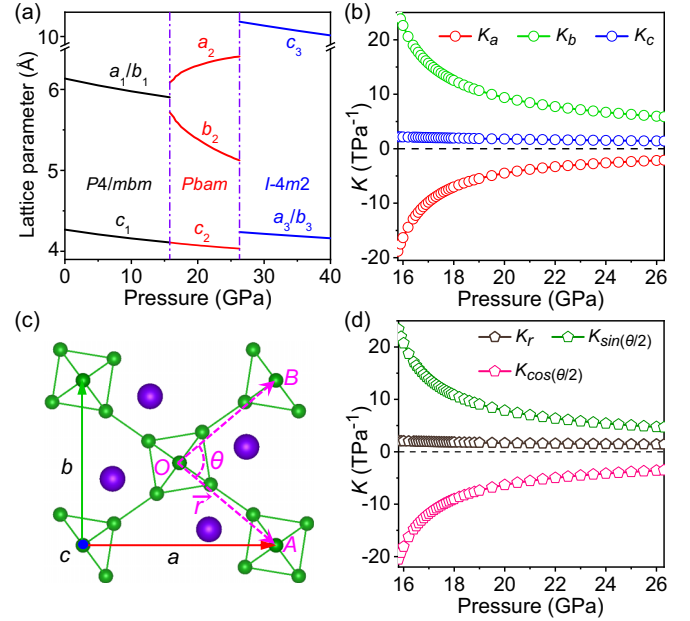 (a)
Lattice parameter (Å)
10
6
5
4
a1/b1
a2
b2
c3
P4/mbm
Pbam
I-4m2
c1
c2
a3/b3
0 10 20 30 40
Pressure (GPa)
(b)
K (TPa⁻¹)
20
10
0
-10
-20
Ka Kb Kc
16 18 20 22 24 26
Pressure (GPa)
(c)
B
O
θ
r
A
b
c
a
(d)
K (TPa⁻¹)
20
10
0
-10
-20
Kr Ksin(θ/2)
Kcos(θ/2)
16 18 20 22 24 26
Pressure (GPa)